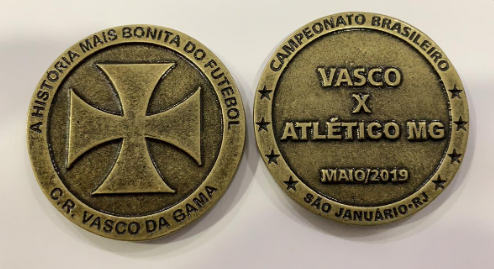 A HISTÓRIA MAIS BONITA DO FUTEBOL
C.R. VASCO DA GAMA
CAMPEONATO BRASILEIRO
VASCO
X
ATLÉTICO MG
MAIO/2019
SÃO JANUÁRIO-RJ